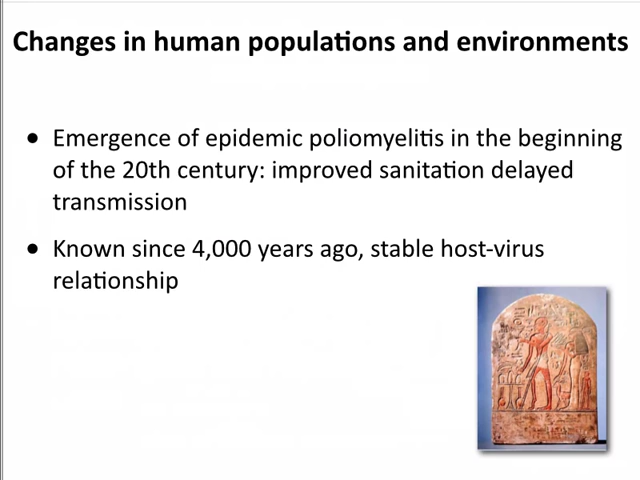 Changes in human populations and environments
• Emergence of epidemic poliomyelitis in the beginning
of the 20th century: improved sanitation delayed
transmission
• Known since 4,000 years ago, stable host-virus
relationship